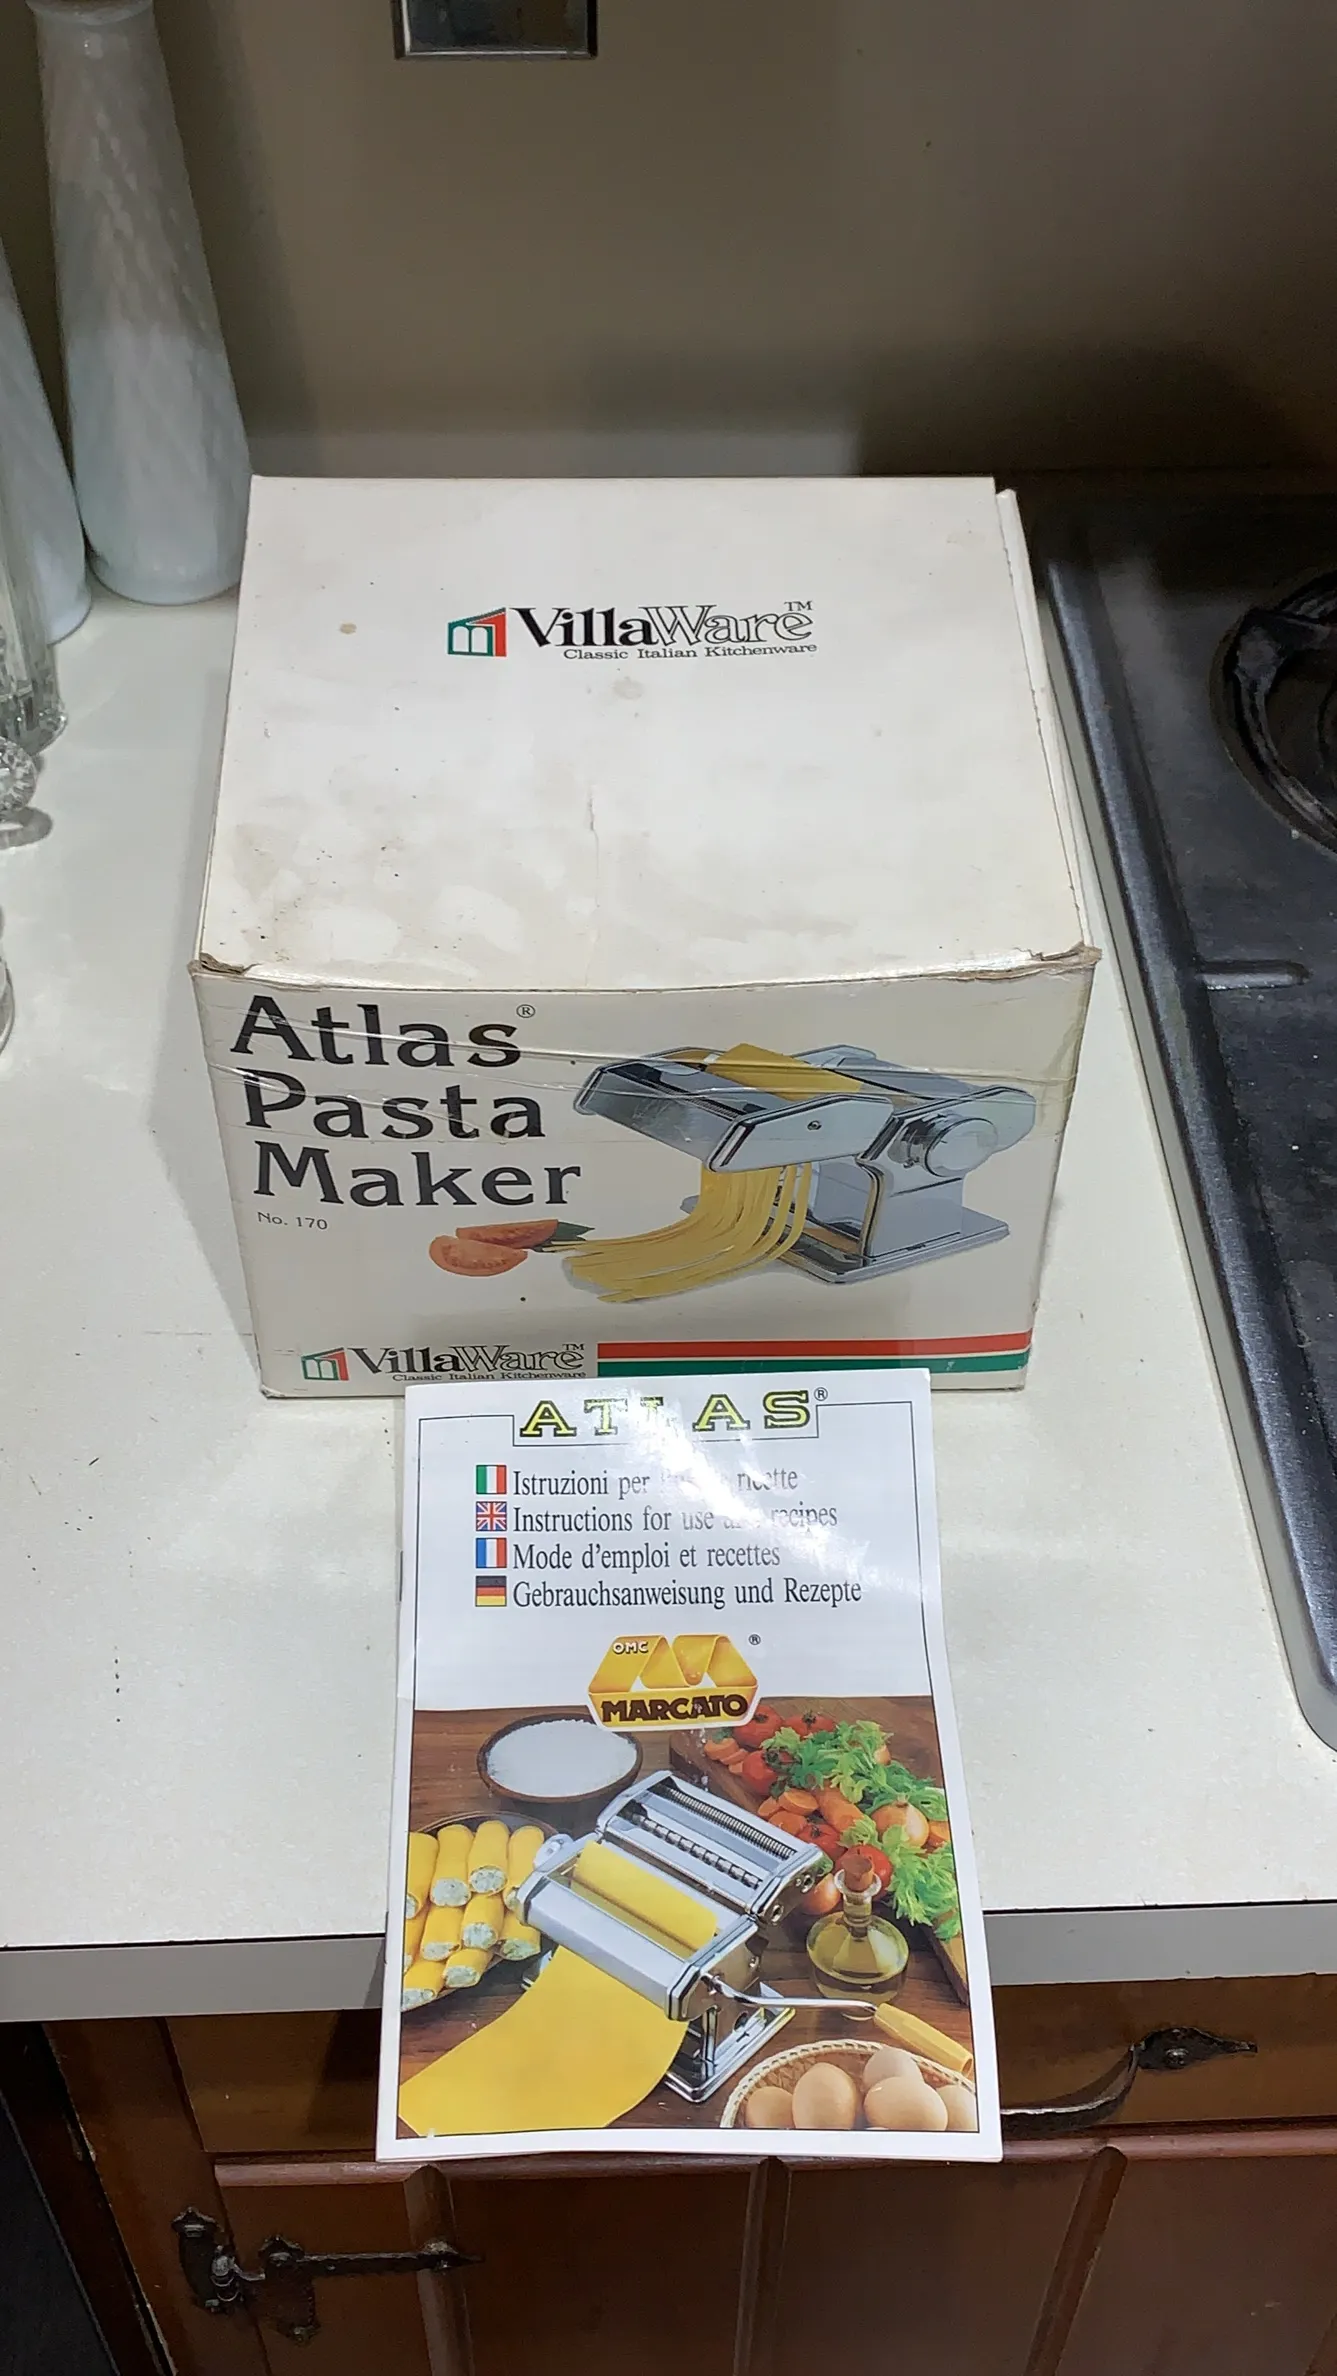 VillaWare™
Classic Italian Kitchenware
Atlas®
Pasta
Maker
No. 170
VillaWare™
Classic Italian Kitchenware
ATLAS®
Istruzioni per ricette
Instructions for use recipes
Mode d'emploi et recettes
Gebrauchsanweisung und Rezepte
OMC ®
MARCATO